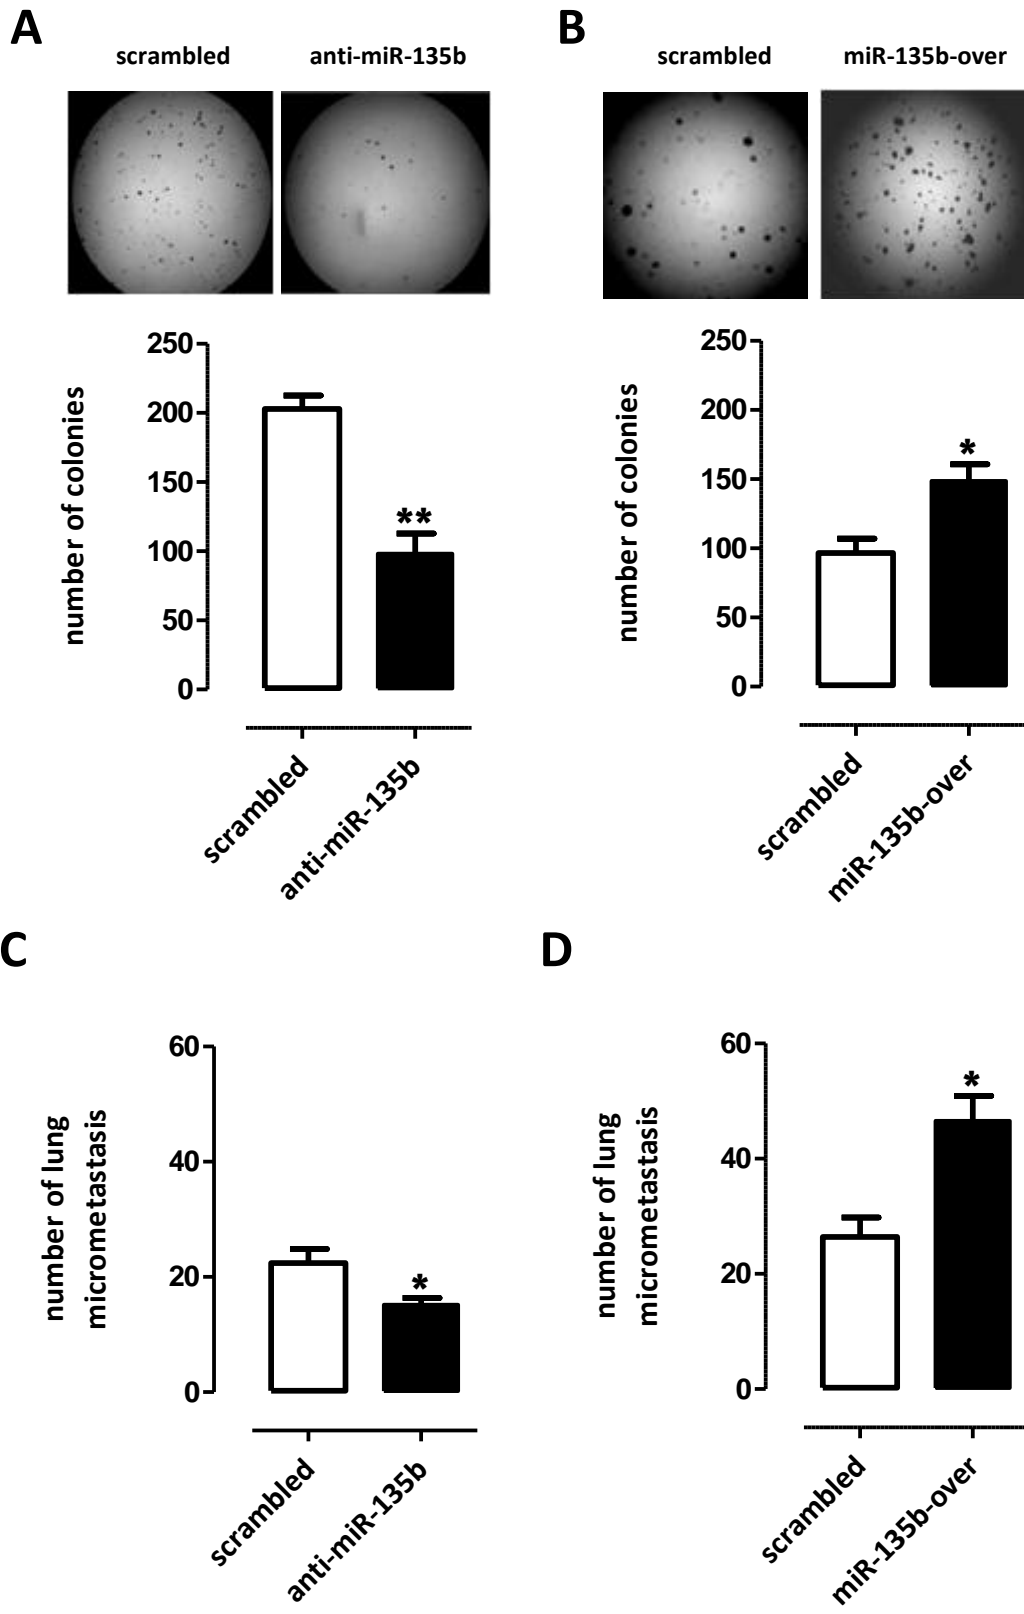 A
scrambled
anti-miR-135b
number of colonies
250
200
150
100
50
0
**
scrambled
anti-miR-135b
B
scrambled
miR-135b-over
number of colonies
250
200
150
100
50
0
*
scrambled
miR-135b-over
C
number of lung
micrometastasis
60
40
20
0
*
scrambled
anti-miR-135b
D
number of lung
micrometastasis
60
40
20
0
*
scrambled
miR-135b-over